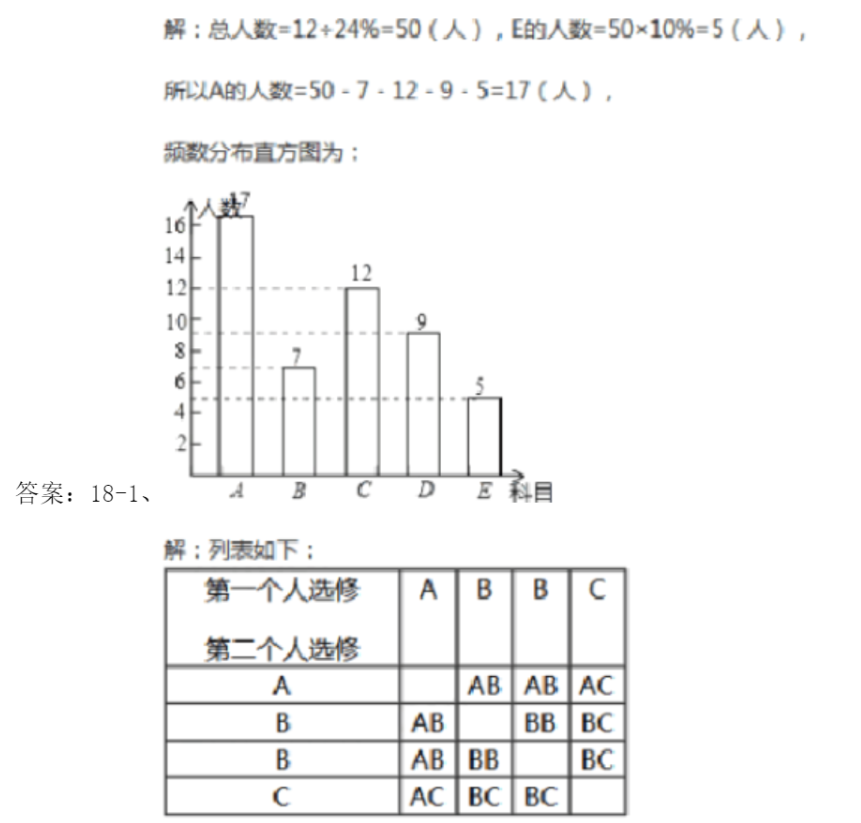 解：总人数=12÷24%=50（人），E的人数=50×10%=5（人），
所以A的人数=50 - 7 - 12 - 9 - 5=17（人），
频数分布直方图为：
人数
17
16
14
12
10
8
6
4
2
7
12
9
5
A B C D E 科目
答案：18-1、
解：列表如下：
第一个人选修 A B B C
第二个人选修
A AB AB AC
B AB BB BC
B AB BB BC
C AC BC BC